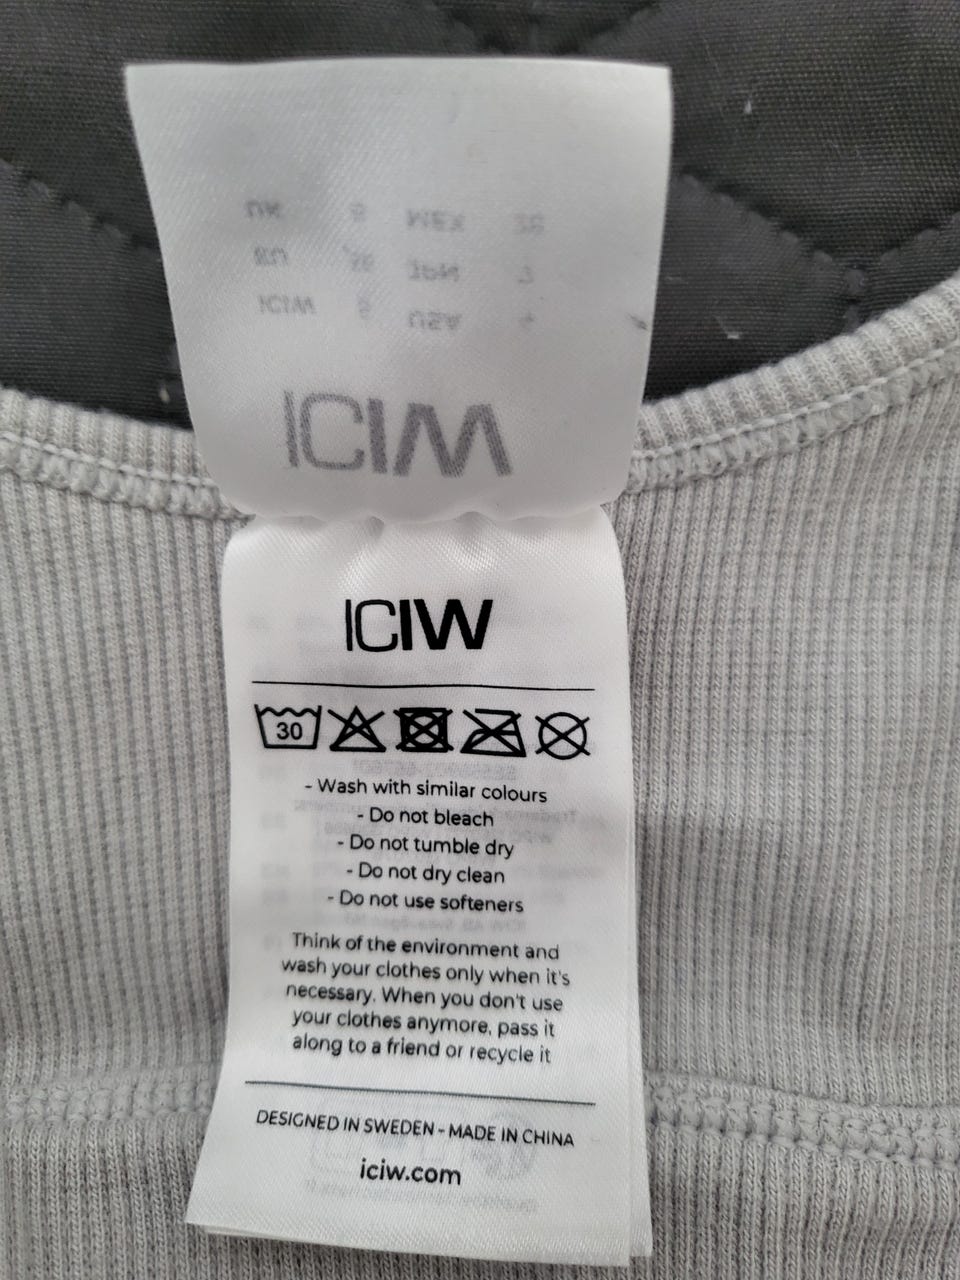 ICIW
ICIW
30
- Wash with similar colours
- Do not bleach
- Do not tumble dry
- Do not dry clean
- Do not use softeners
Think of the environment and
wash your clothes only when it's
necessary. When you don't use
your clothes anymore, pass it
along to a friend or recycle it
DESIGNED IN SWEDEN - MADE IN CHINA
iciw.com